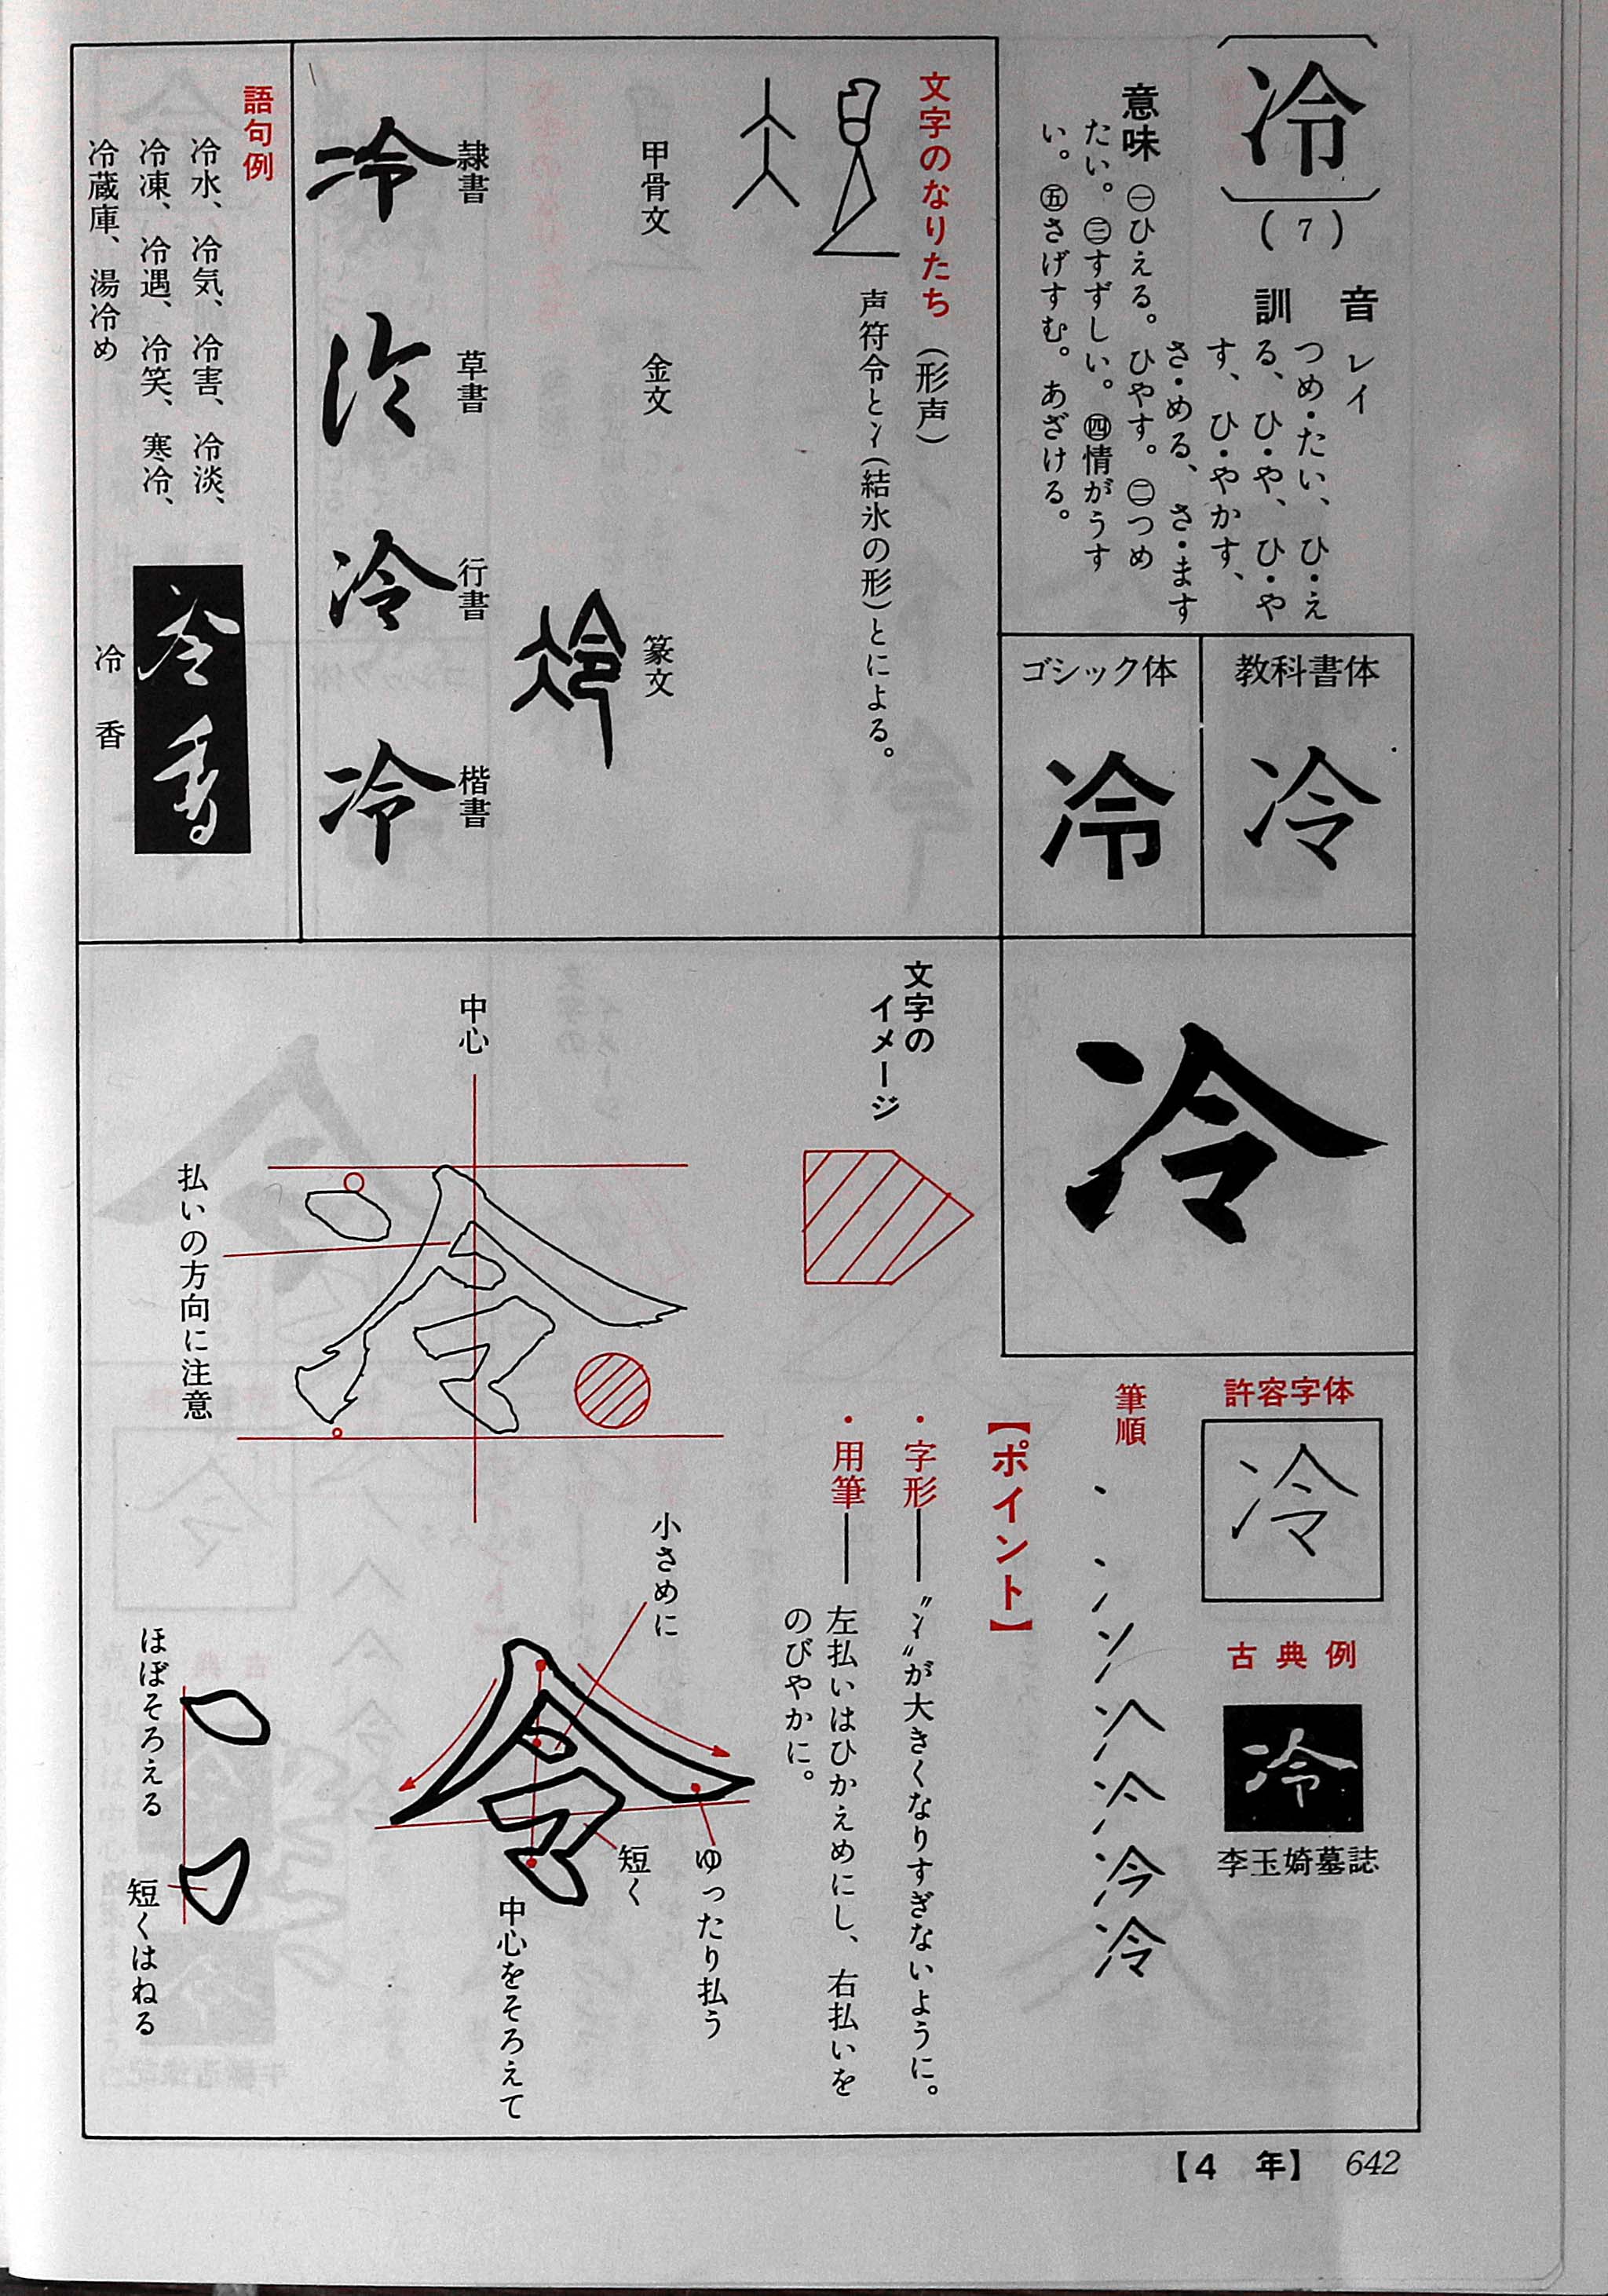 冷
(7)
音 レイ
訓 つめ・たい、ひ・え
る、ひ・や、ひ・や
す、ひ・やかす、
さ・める、さ・ます
意味 ㊀ひえる。ひやす。㊁つめ
たい。㊂すずしい。㊃情がうす
い。㊄さげすむ。あざける。
教科書体
冷
ゴシック体
冷
文字のなりたち (形声)
声符令と冫(結氷の形)とによる。
甲骨文
金文
篆文
隷書
冷
草書
冷
行書
冷
楷書
冷
語句例
冷水、冷気、冷害、冷淡、
冷凍、冷遇、冷笑、寒冷、
冷蔵庫、湯冷め
冷香
冷香
冷
許容字体
冷
古典例
冷
李玉婍墓誌
筆順
冷
【ポイント】
・字形——〝冫〟が大きくなりすぎないように。
・用筆——左払いはひかえめにし、右払いを
のびやかに。
文字の
イメージ
中心
払いの方向に注意
小さめに
ゆったり払う
短く
中心をそろえて
ほぼそろえる
短くはねる
【4年】 642